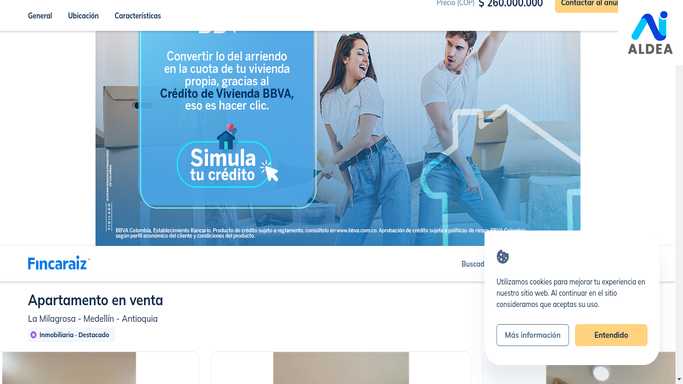 General Ubicación Características
Precio (COP) $ 260.000.000
Contactar al anun
ALDEA
Convertir lo del arriendo
en la cuota de tu vivienda
propia, gracias al
Crédito de Vivienda BBVA,
eso es hacer clic.
Simula
tu crédito
BBVA Colombia, Establecimiento Bancario. Producto de crédito sujeto a reglamento, consúltelo en www.bbva.com.co. Aprobación de crédito sujeta a políticas de riesgo BBVA Colombia,
según perfil económico del cliente y condiciones del producto.
Fincaraíz
Buscad
Apartamento en venta
La Milagrosa - Medellín - Antioquia
Inmobiliaria - Destacado
Utilizamos cookies para mejorar tu experiencia en
nuestro sitio web. Al continuar en el sitio
consideramos que aceptas su uso.
Más información
Entendido